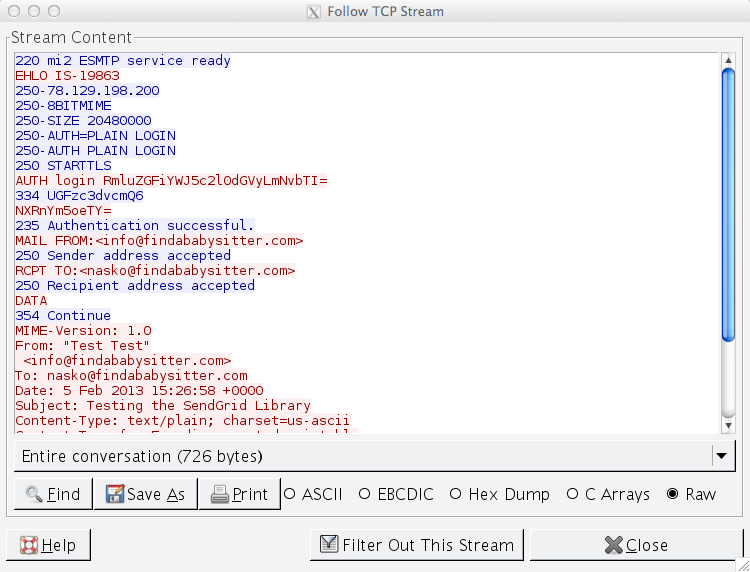 Follow TCP Stream
Stream Content
220 mi2 ESMTP service ready
EHLO IS-19863
250-78.129.198.200
250-8BITMIME
250-SIZE 20480000
250-AUTH=PLAIN LOGIN
250-AUTH PLAIN LOGIN
250 STARTTLS
AUTH login RmluZGFiYWJ5c2l0dGVyLmNvbTI=
334 UGFzc3dvcmQ6
NXRnYm5oeTY=
235 Authentication successful.
MAIL FROM:<info@findababysitter.com>
250 Sender address accepted
RCPT TO:<nasko@findababysitter.com>
250 Recipient address accepted
DATA
354 Continue
MIME-Version: 1.0
From: "Test Test"
<info@findababysitter.com>
To: nasko@findababysitter.com
Date: 5 Feb 2013 15:26:58 +0000
Subject: Testing the SendGrid Library
Content-Type: text/plain; charset=us-ascii
Entire conversation (726 bytes)
Find Save As Print ASCII EBCDIC Hex Dump C Arrays Raw
Help Filter Out This Stream Close